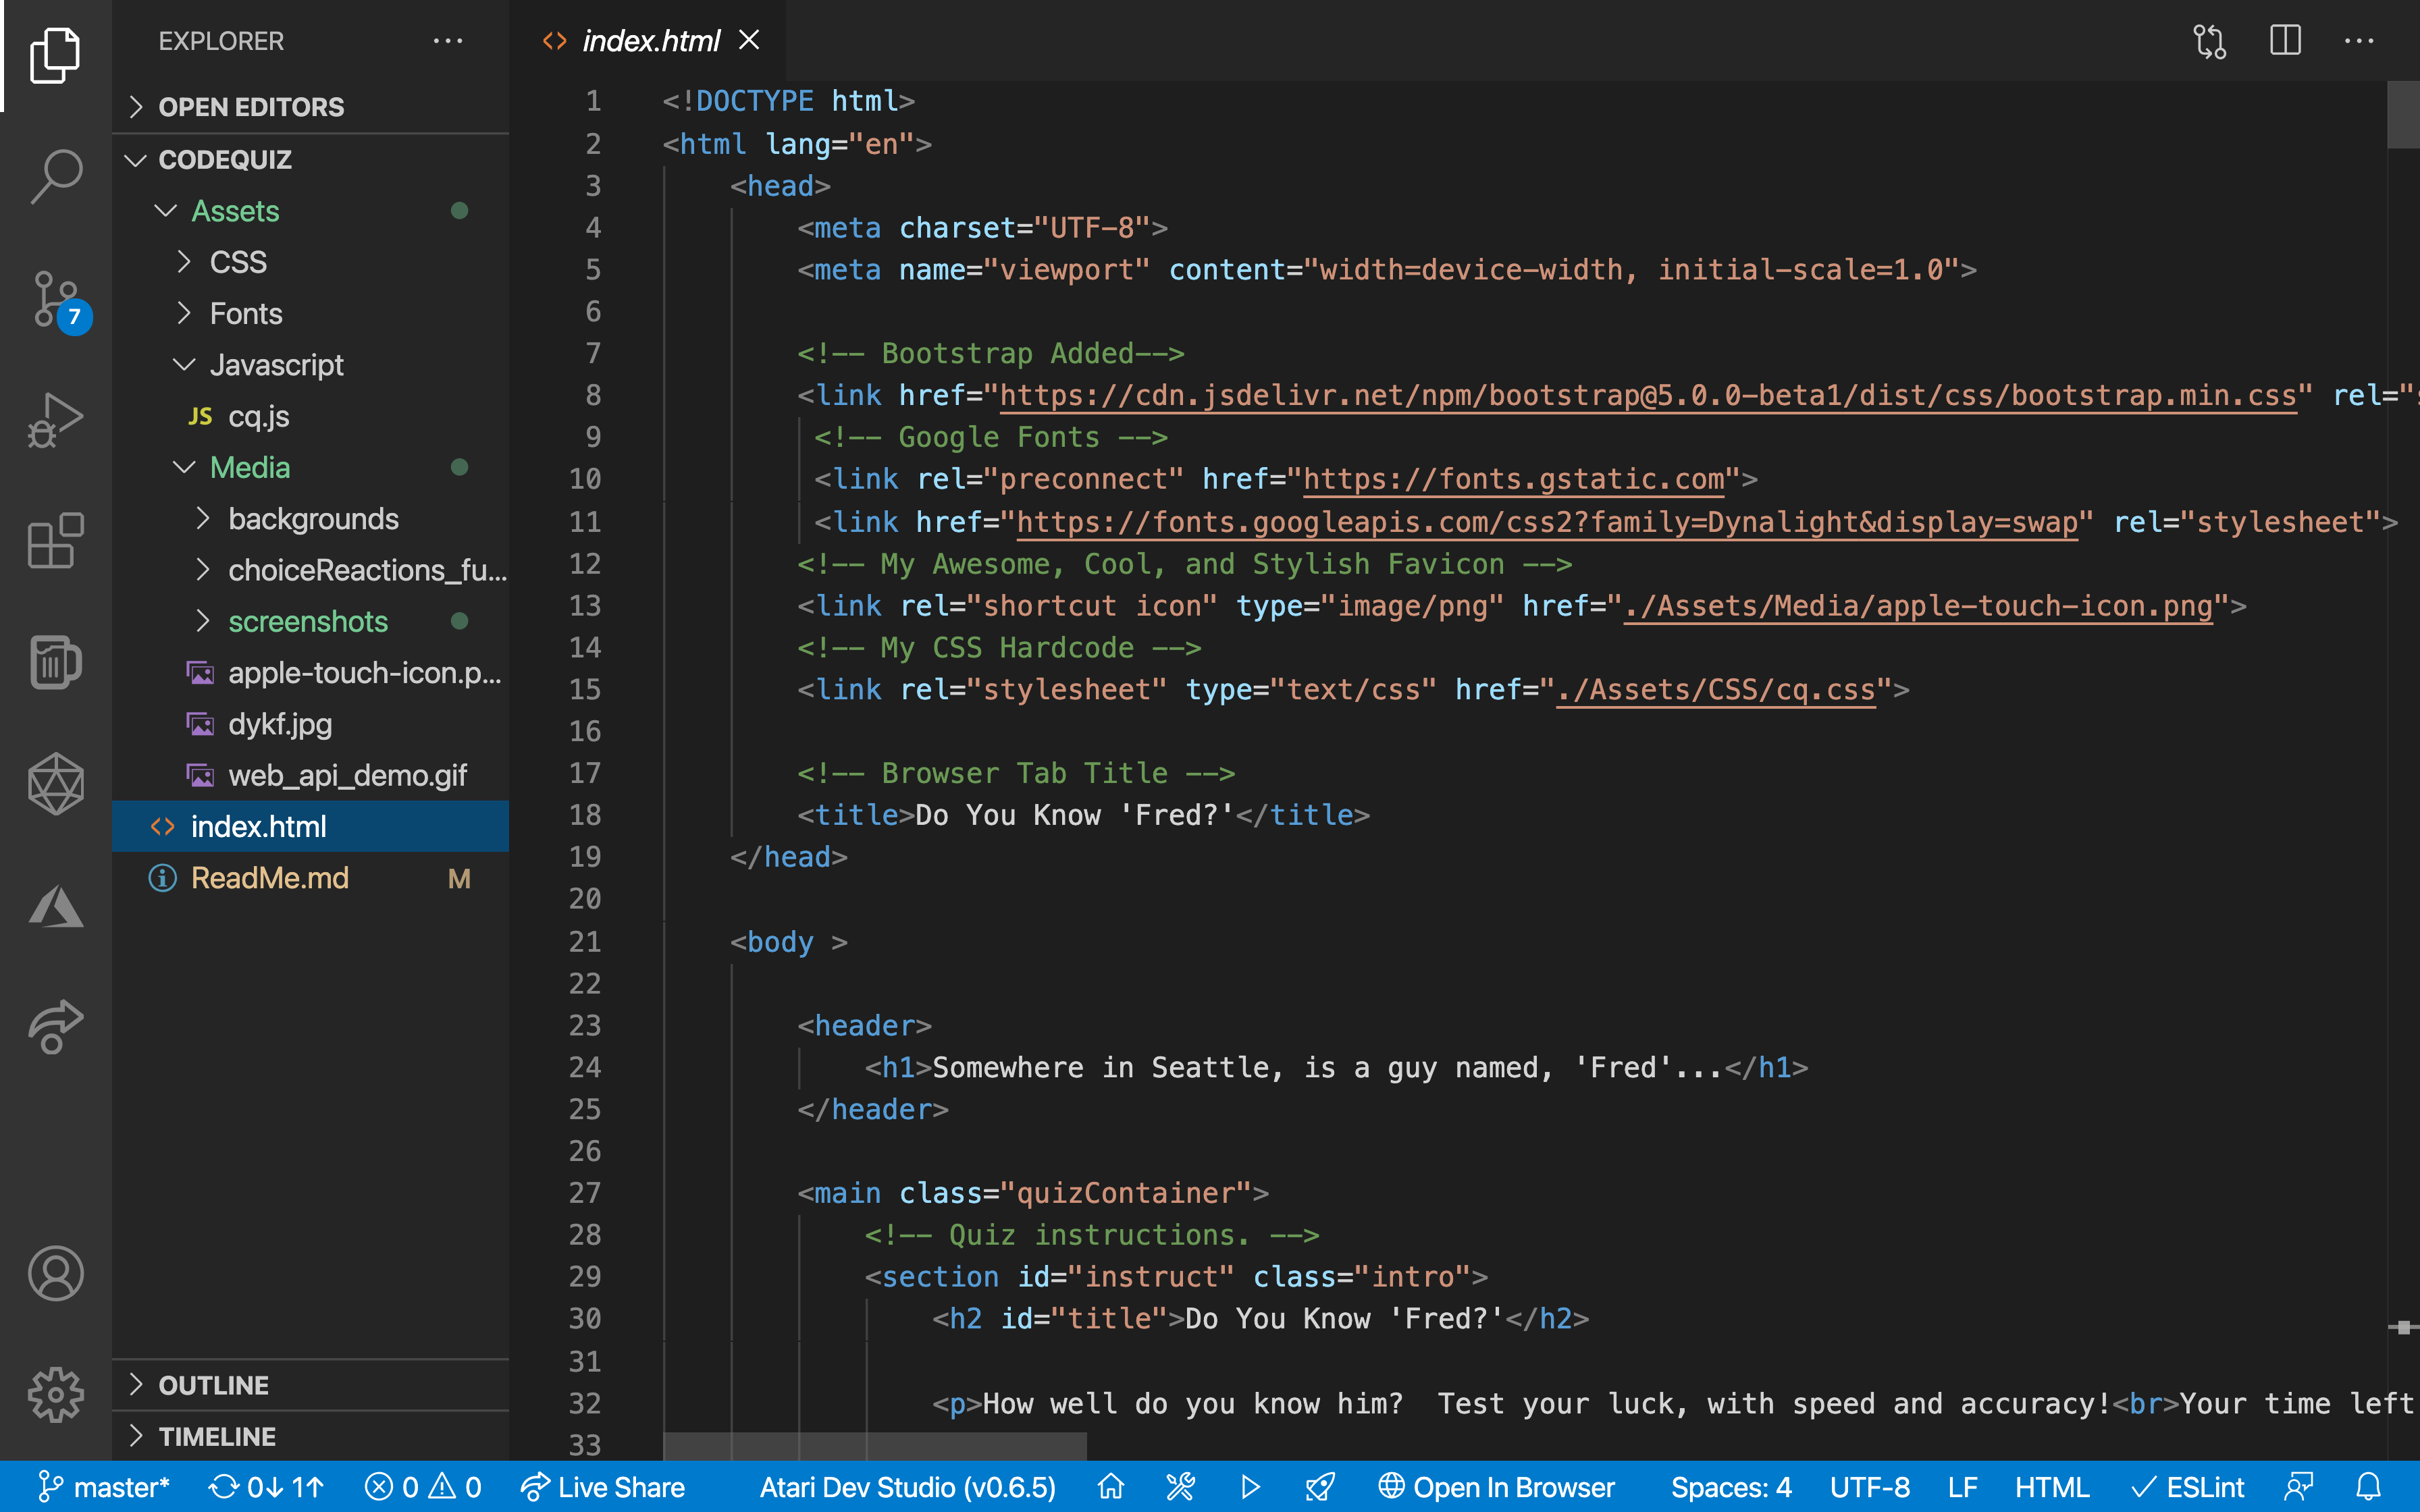 EXPLORER
OPEN EDITORS
CODEQUIZ
Assets
CSS
Fonts
Javascript
JS cq.js
Media
backgrounds
choiceReactions_fu...
screenshots
apple-touch-icon.p...
dykf.jpg
web_api_demo.gif
index.html
ReadMe.md M
OUTLINE
TIMELINE
7
index.html
1 <!DOCTYPE html>
2 <html lang="en">
3 <head>
4 <meta charset="UTF-8">
5 <meta name="viewport" content="width=device-width, initial-scale=1.0">
6
7 <!-- Bootstrap Added-->
8 <link href="https://cdn.jsdelivr.net/npm/bootstrap@5.0.0-beta1/dist/css/bootstrap.min.css" rel="
9 <!-- Google Fonts -->
10 <link rel="preconnect" href="https://fonts.gstatic.com">
11 <link href="https://fonts.googleapis.com/css2?family=Dynalight&display=swap" rel="stylesheet">
12 <!-- My Awesome, Cool, and Stylish Favicon -->
13 <link rel="shortcut icon" type="image/png" href="./Assets/Media/apple-touch-icon.png">
14 <!-- My CSS Hardcode -->
15 <link rel="stylesheet" type="text/css" href="./Assets/CSS/cq.css">
16
17 <!-- Browser Tab Title -->
18 <title>Do You Know 'Fred?'</title>
19 </head>
20
21 <body >
22
23 <header>
24 <h1>Somewhere in Seattle, is a guy named, 'Fred'...</h1>
25 </header>
26
27 <main class="quizContainer">
28 <!-- Quiz instructions. -->
29 <section id="instruct" class="intro">
30 <h2 id="title">Do You Know 'Fred?'</h2>
31
32 <p>How well do you know him?  Test your luck, with speed and accuracy!<br>Your time left
33
master* 0↓ 1↑ 0 0 Live Share Atari Dev Studio (v0.6.5) Open In Browser Spaces: 4 UTF-8 LF HTML ESLint